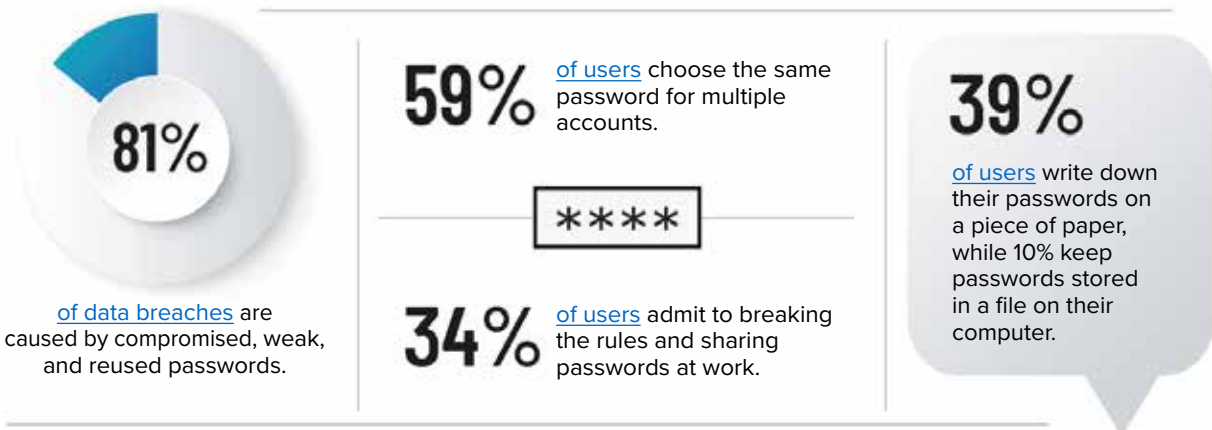 81%
of data breaches are
caused by compromised, weak,
and reused passwords.
59%
of users choose the same
password for multiple
accounts.
****
34%
of users admit to breaking
the rules and sharing
passwords at work.
39%
of users write down
their passwords on
a piece of paper,
while 10% keep
passwords stored
in a file on their
computer.